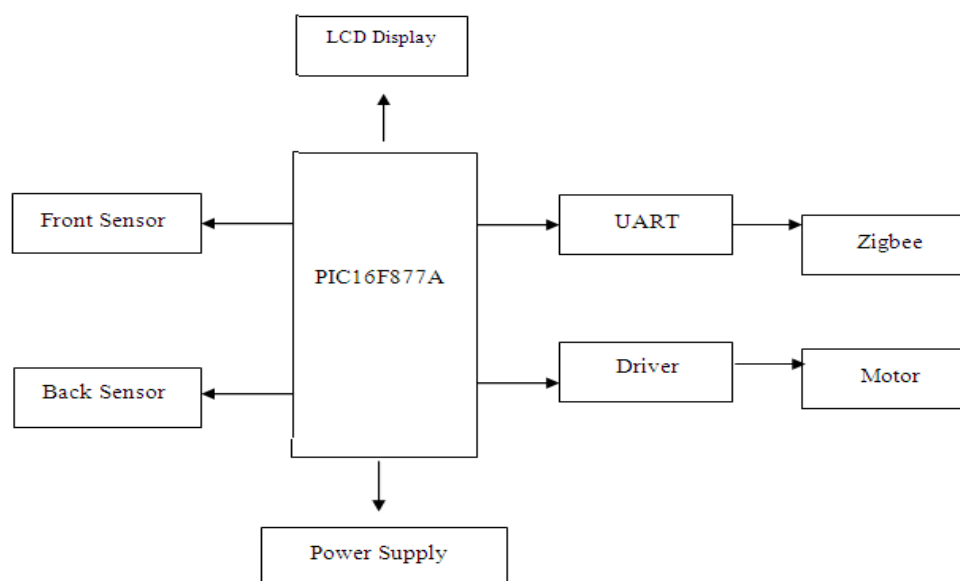 LCD Display
Front Sensor
UART
Zigbee
PIC16F877A
Back Sensor
Driver
Motor
Power Supply